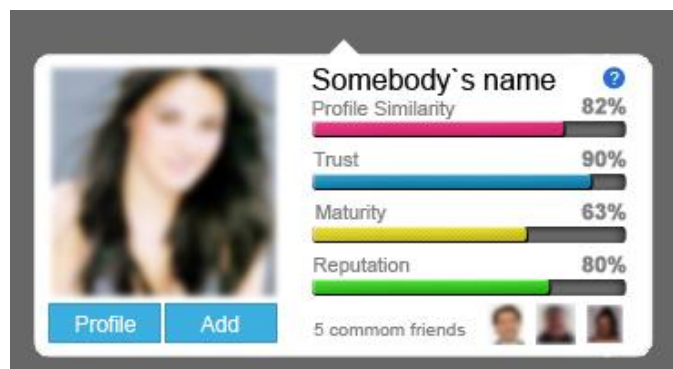 Somebody`s name ?
Profile Similarity 82%
Trust 90%
Maturity 63%
Reputation 80%
Profile Add 5 commom friends